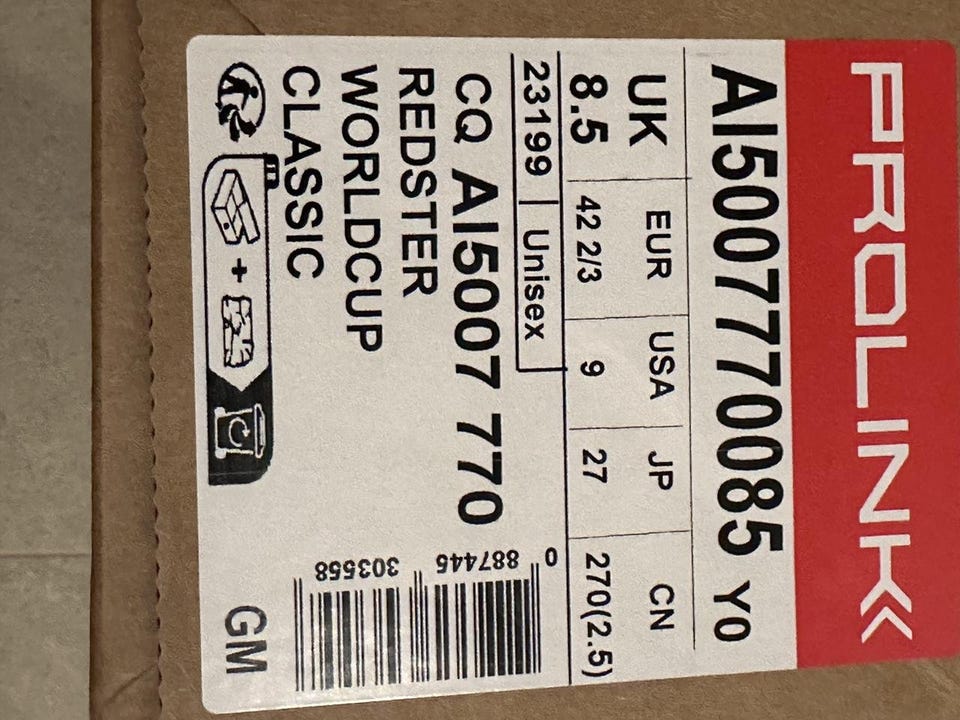 PROLINK
AI5007770085 Y0
UK EUR USA JP CN
8.5 42 2/3 9 27 270(2.5)
23199 Unisex
CQ AI5007 770
REDSTER
WORLDCUP
CLASSIC
0 887445 303558
GM